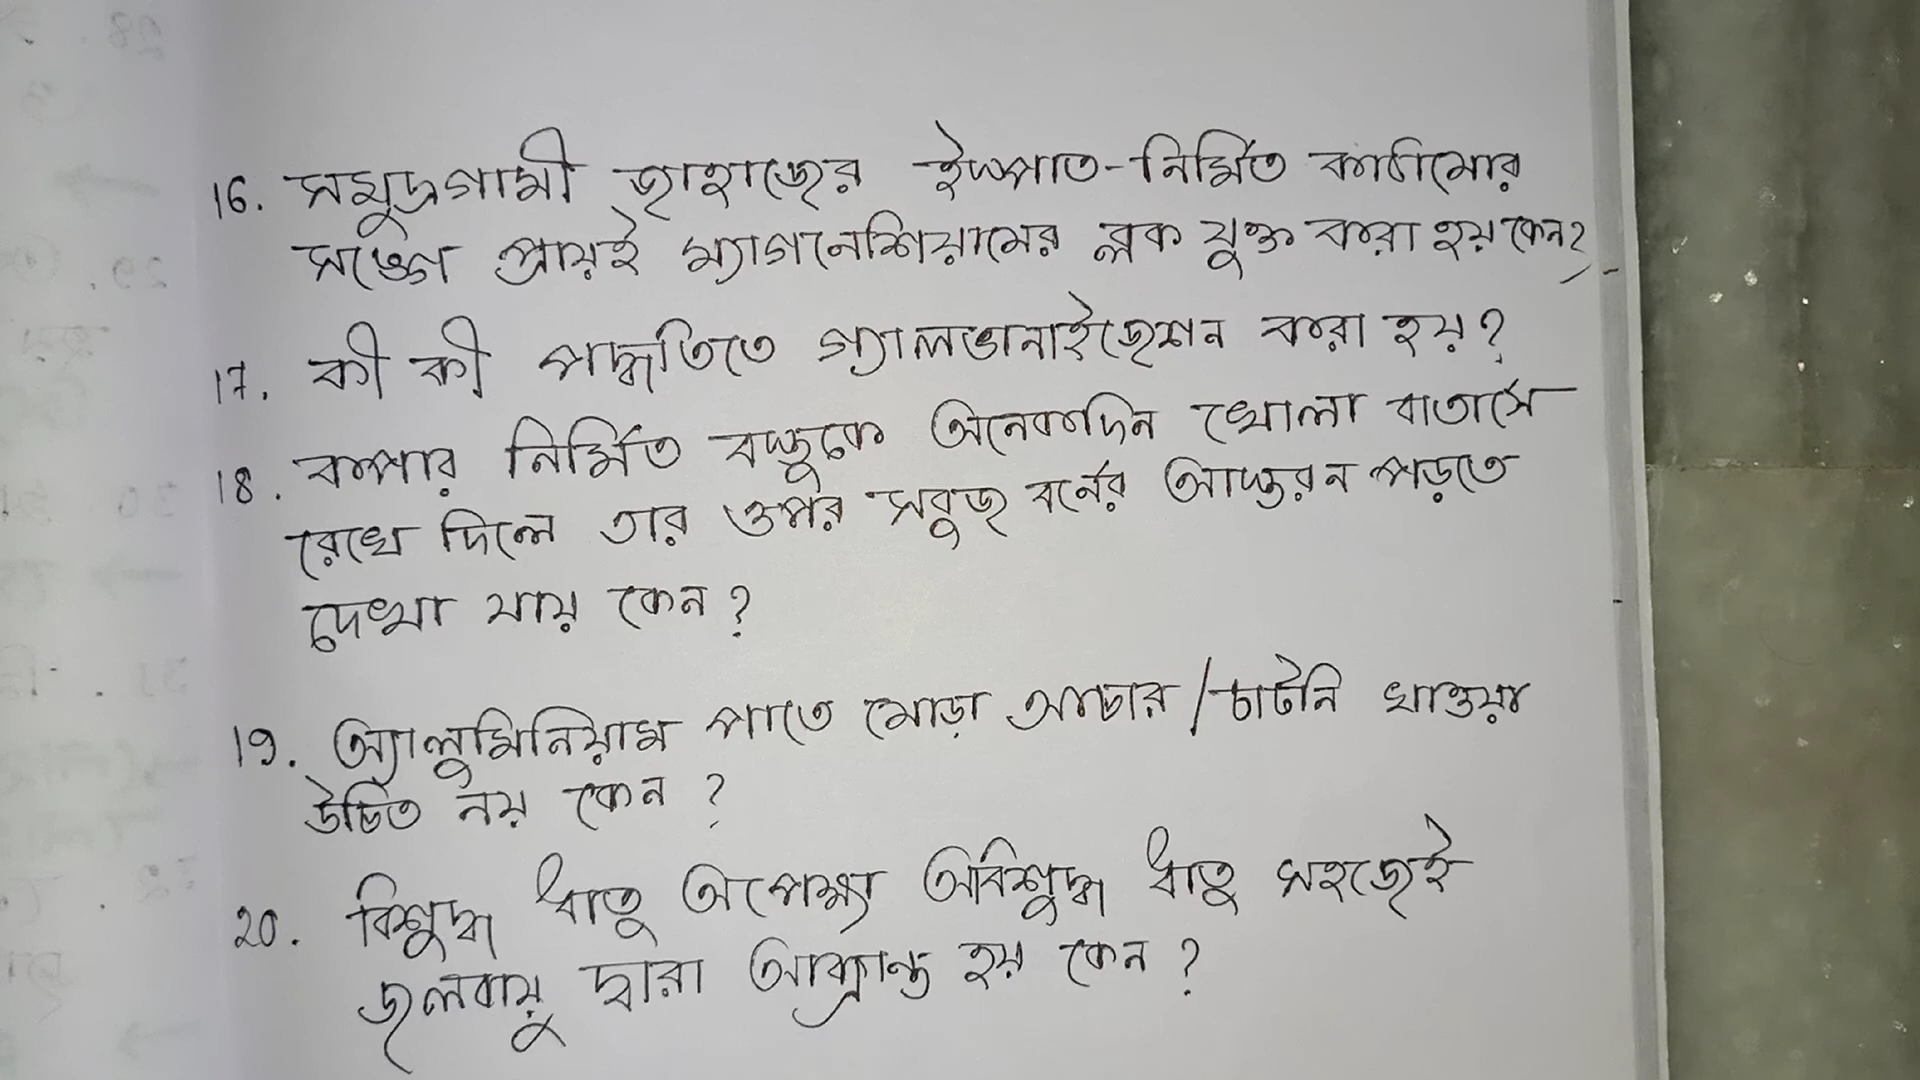 16. সমুদ্রগামী জাহাজের ইস্পাত-নির্মিত কাঠামোর
সঙ্গে প্রায়ই ম্যাগনেশিয়ামের ব্লক যুক্ত করা হয় কেন?
17. কী কী পদ্ধতিতে গ্যালভানাইজেশন করা হয়?
18. কপার নির্মিত বস্তুকে অনেকদিন খোলা বাতাসে
রেখে দিলে তার ওপর সবুজ বর্নের আস্তরন পড়তে
দেখা যায় কেন?
19. অ্যালুমিনিয়াম পাতে মোড়া আচার/চাটনি খাওয়া
উচিত নয় কেন?
20. বিশুদ্ধ ধাতু অপেক্ষা অবিশুদ্ধ ধাতু সহজেই
জলবায়ু দ্বারা আক্রান্ত হয় কেন?